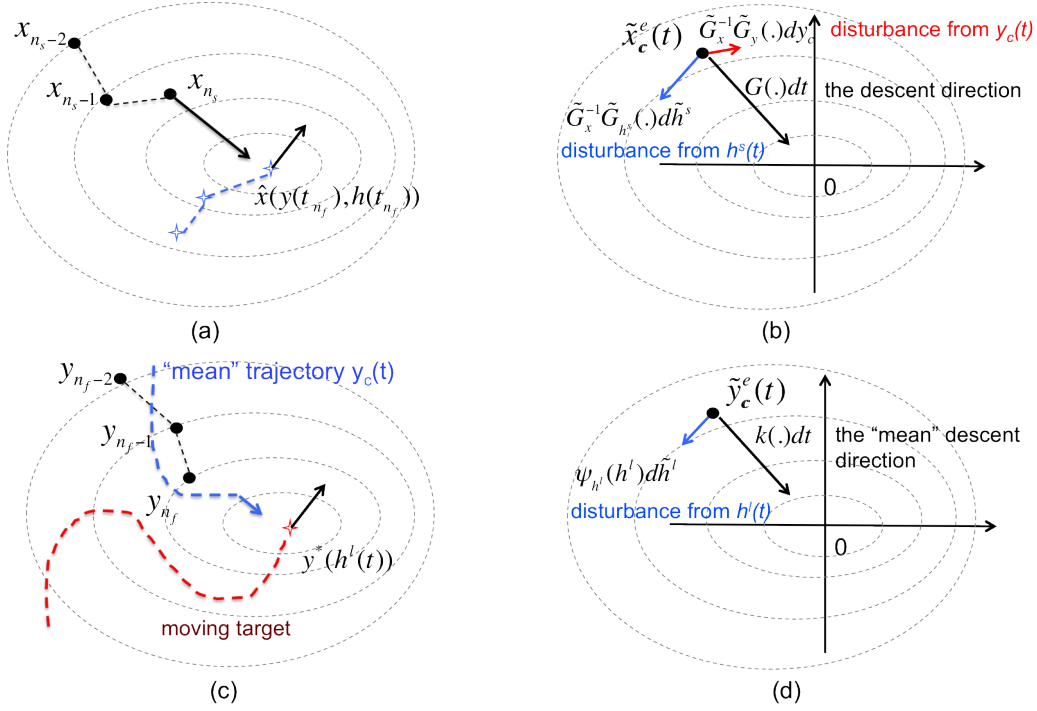 x_{n_s-2}
x_{n_s-1}
x_{n_s}
x̂(y(t_{n_f}),h(t_{n_f}))
(a)
x̃_c^e(t)
G̃_x^{-1}G̃_y(.)dy_c
disturbance from y_c(t)
G(.)dt
the descent direction
G̃_x^{-1}G̃_{h^s}(.)dh̃^s
disturbance from h^s(t)
0
(b)
y_{n_f-2}
"mean" trajectory y_c(t)
y_{n_f-1}
y_{n_f}
y^*(h^l(t))
moving target
(c)
ỹ_c^e(t)
k(.)dt
the "mean" descent
direction
ψ_{h^l}(h^l)dh̃^l
disturbance from h^l(t)
0
(d)